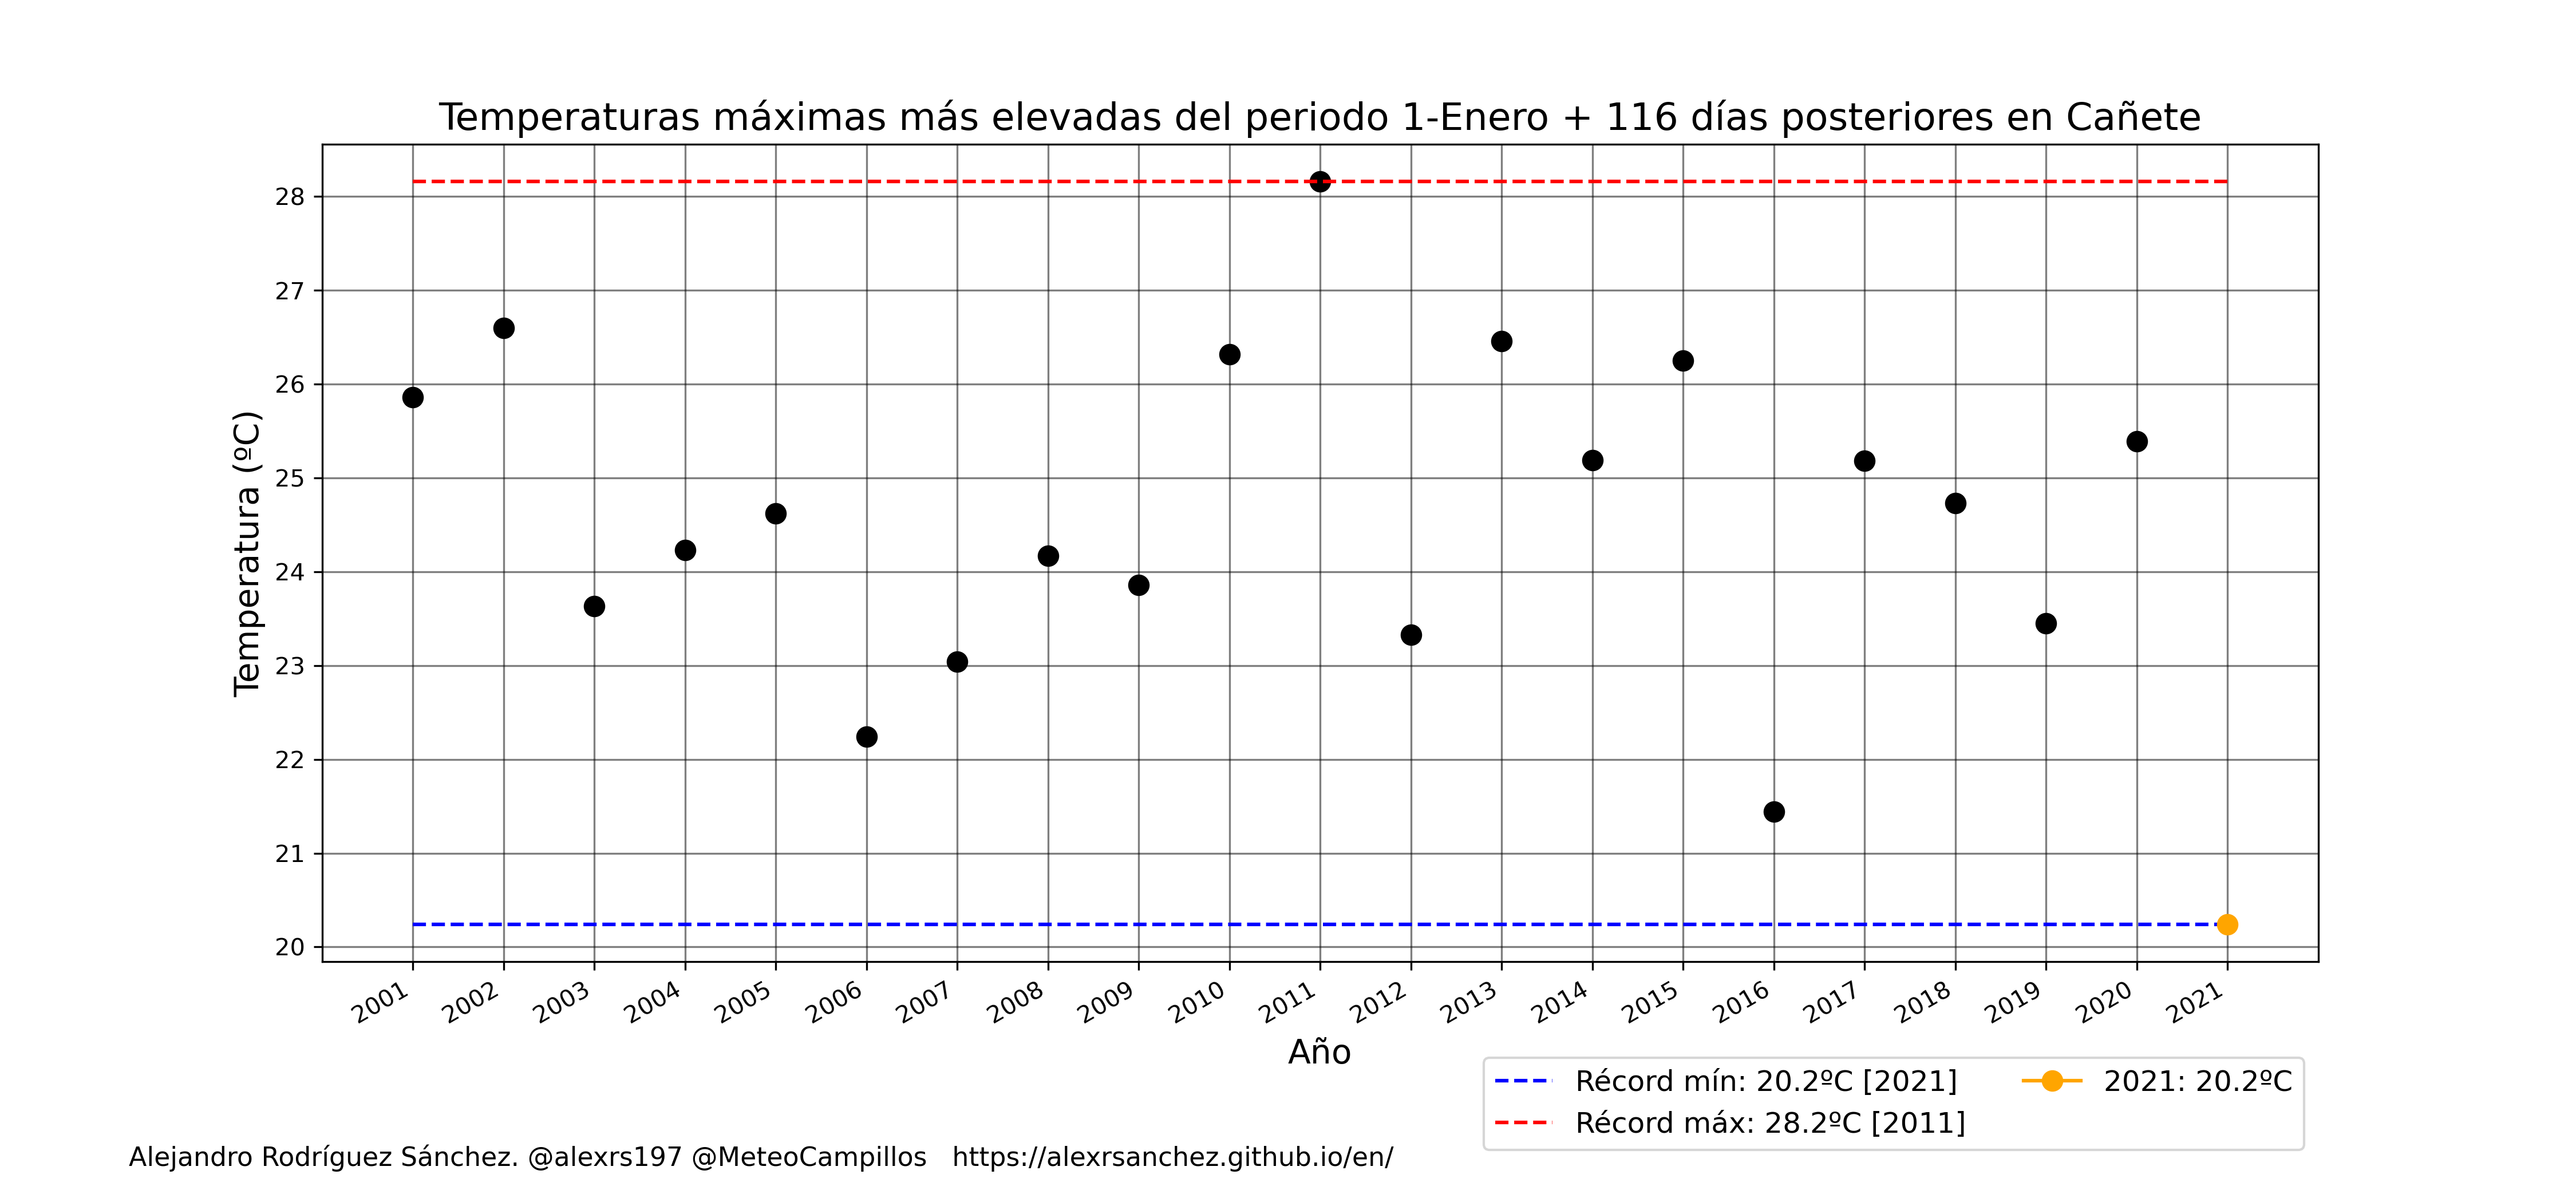 Temperaturas máximas más elevadas del periodo 1-Enero + 116 días posteriores en Cañete
Temperatura (ºC)
28
27
26
25
24
23
22
21
20
2001 2002 2003 2004 2005 2006 2007 2008 2009 2010 2011 2012 2013 2014 2015 2016 2017 2018 2019 2020 2021
Año
Récord mín: 20.2ºC [2021]
Récord máx: 28.2ºC [2011]
2021: 20.2ºC
Alejandro Rodríguez Sánchez. @alexrs197 @MeteoCampillos https://alexrsanchez.github.io/en/